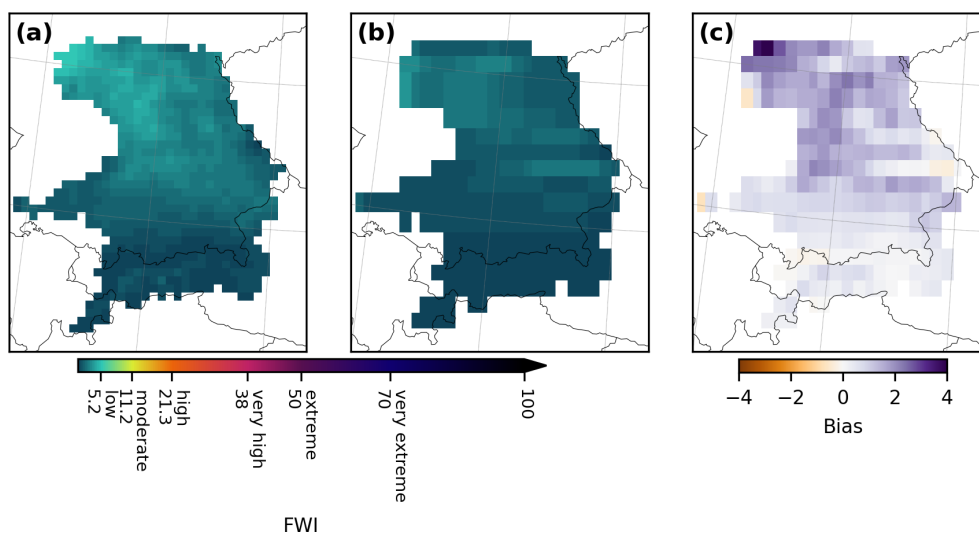 (a)
(b)
(c)
5.2
low
11.2
moderate
21.3
high
38
very high
50
extreme
70
very extreme
100
FWI
−4
−2
0
2
4
Bias